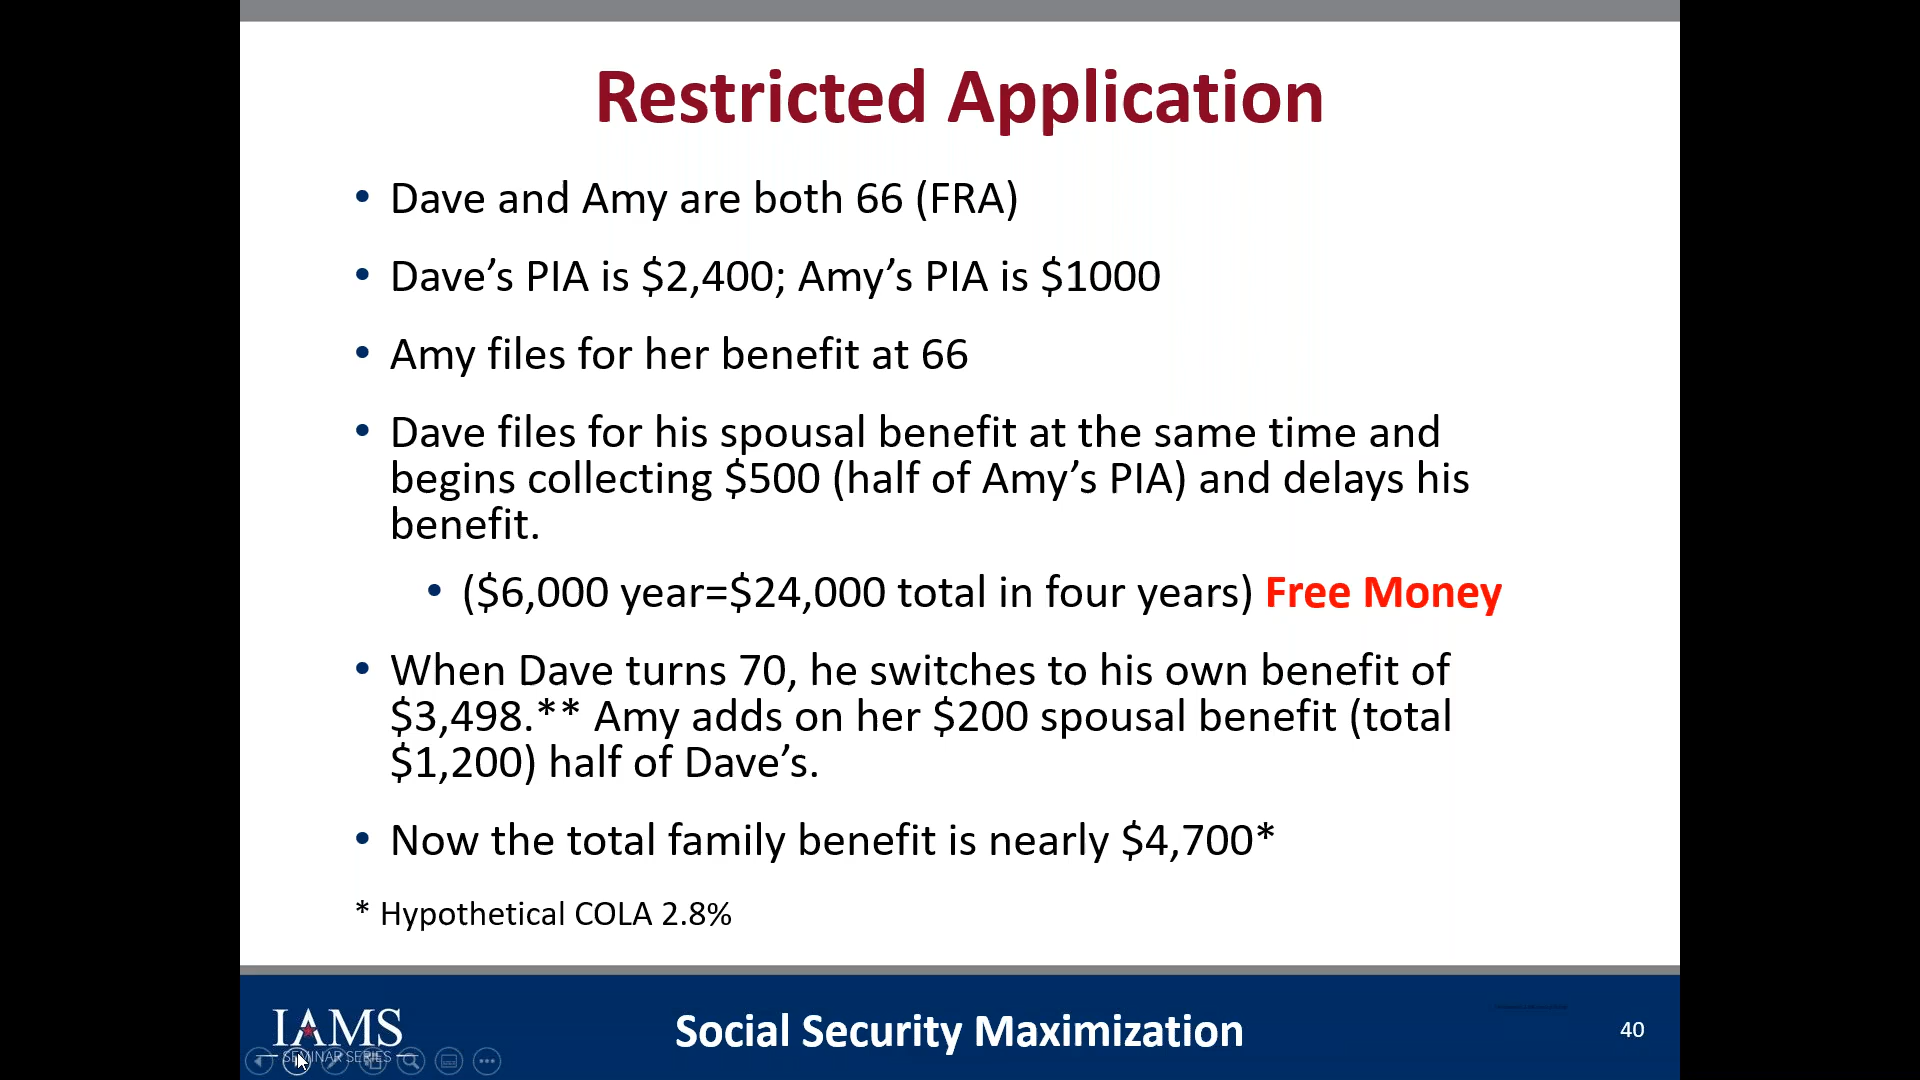 Restricted Application
• Dave and Amy are both 66 (FRA)
• Dave’s PIA is $2,400; Amy’s PIA is $1000
• Amy files for her benefit at 66
• Dave files for his spousal benefit at the same time and
begins collecting $500 (half of Amy’s PIA) and delays his
benefit.
• ($6,000 year=$24,000 total in four years) Free Money
• When Dave turns 70, he switches to his own benefit of
$3,498.** Amy adds on her $200 spousal benefit (total
$1,200) half of Dave’s.
• Now the total family benefit is nearly $4,700*
* Hypothetical COLA 2.8%
IAMS
SEMINAR SERIES
Social Security Maximization
40